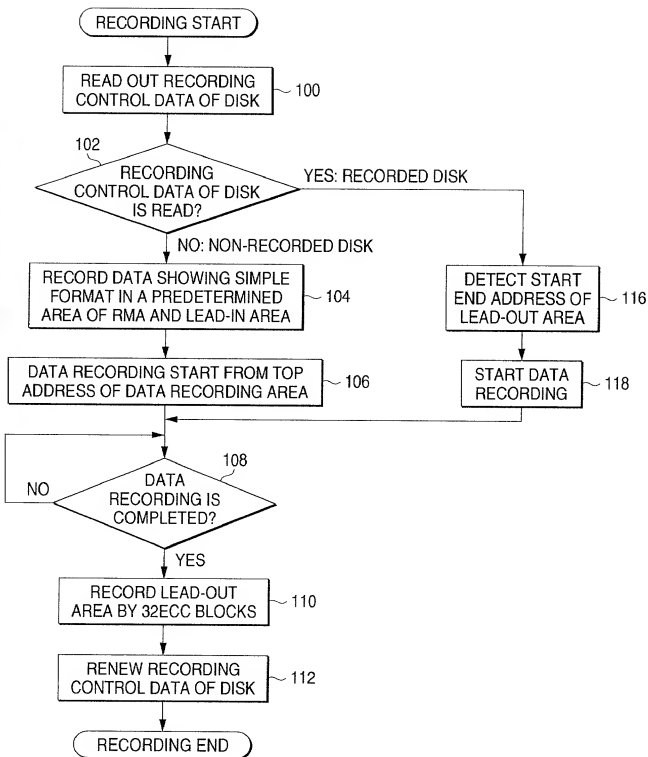 RECORDING START
READ OUT RECORDING
CONTROL DATA OF DISK
100
102
RECORDING
CONTROL DATA OF DISK
IS READ?
YES: RECORDED DISK
NO: NON-RECORDED DISK
RECORD DATA SHOWING SIMPLE
FORMAT IN A PREDETERMINED
AREA OF RMA AND LEAD-IN AREA
104
DETECT START
END ADDRESS OF
LEAD-OUT AREA
116
DATA RECORDING START FROM TOP
ADDRESS OF DATA RECORDING AREA
106
START DATA
RECORDING
118
108
DATA
RECORDING IS
COMPLETED?
NO
YES
RECORD LEAD-OUT
AREA BY 32ECC BLOCKS
110
RENEW RECORDING
CONTROL DATA OF DISK
112
RECORDING END